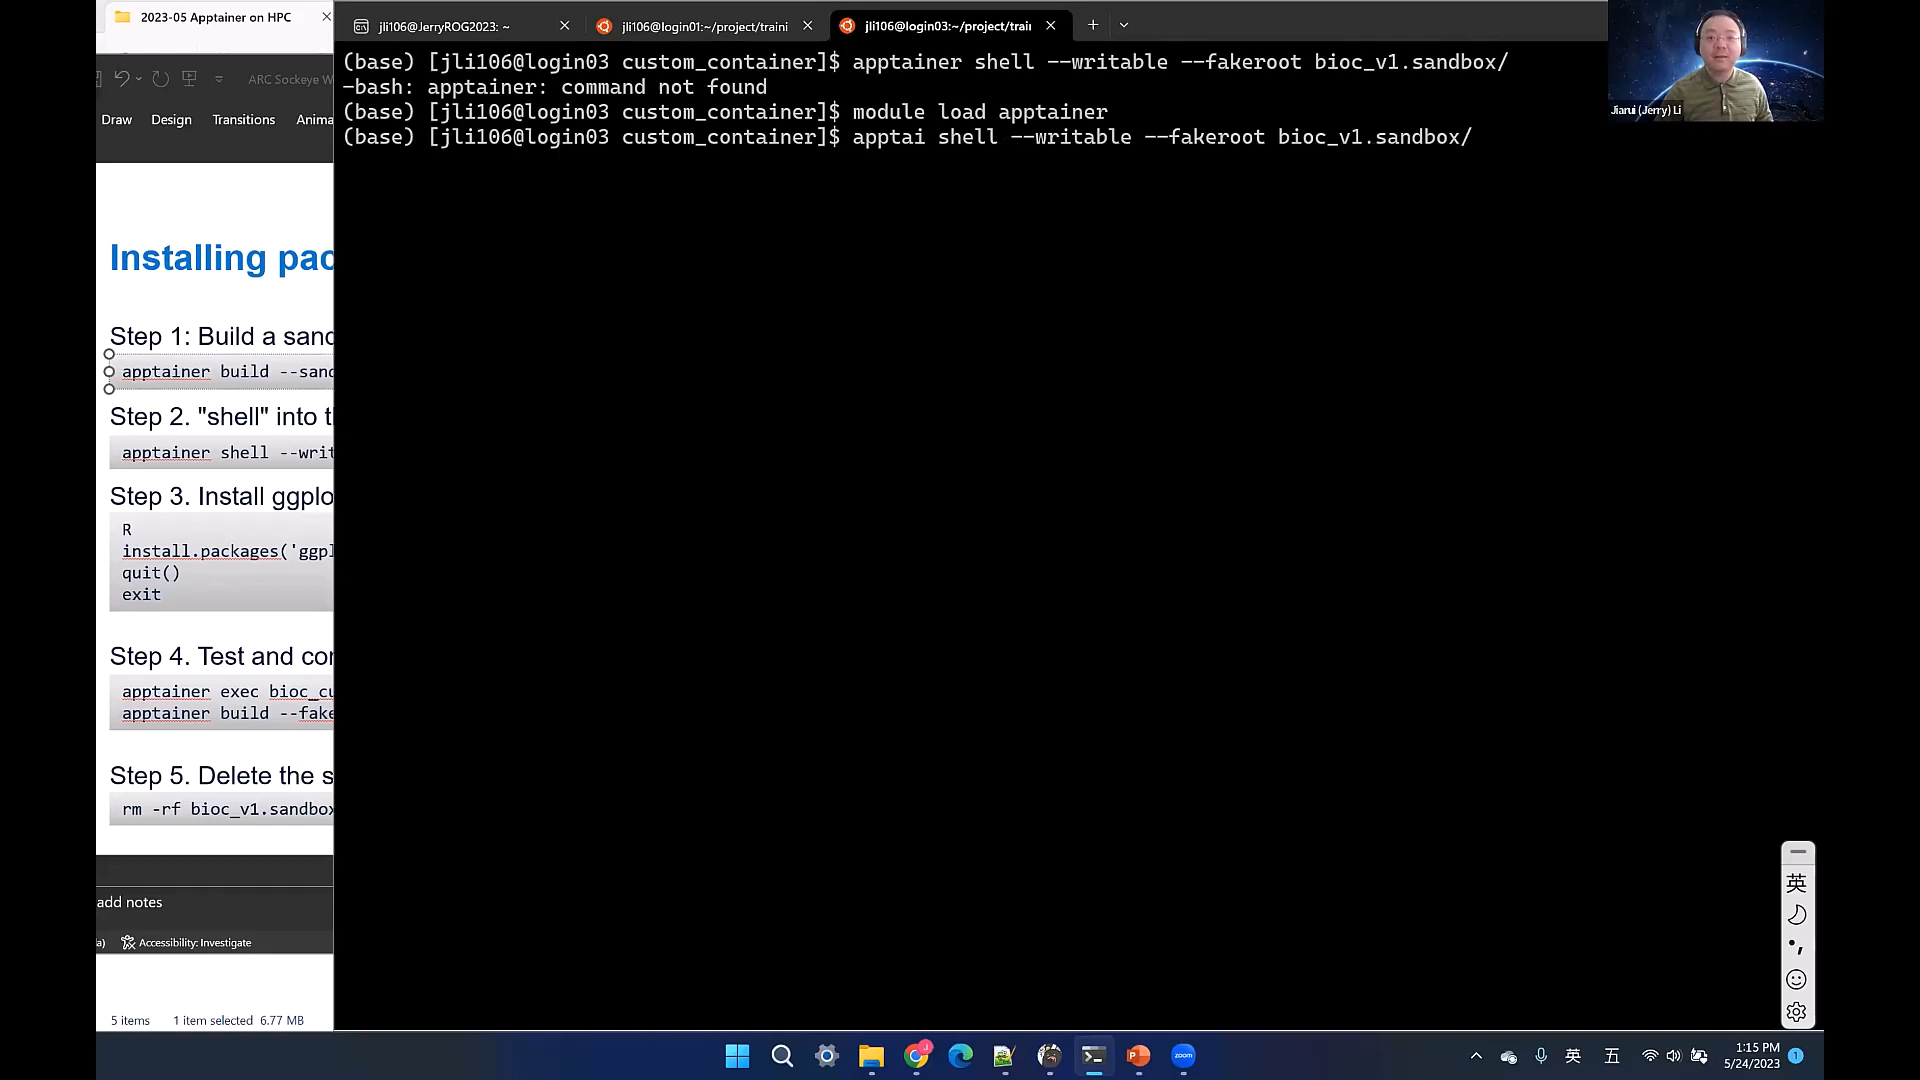 2023-05 Apptainer on HPC
ARC Sockeye W
Draw Design Transitions Anima
Installing pac
Step 1: Build a sand
apptainer build --sand
Step 2. "shell" into t
apptainer shell --writ
Step 3. Install ggplo
R
install.packages('ggpl
quit()
exit
Step 4. Test and cor
apptainer exec bioc_cu
apptainer build --fake
Step 5. Delete the s
rm -rf bioc_v1.sandbox
add notes
a) Accessibility: Investigate
5 items 1 item selected 6.77 MB
jli106@JerryROG2023: ~
jli106@login01:~/project/traini
jli106@login03:~/project/train
(base) [jli106@login03 custom_container]$ apptainer shell --writable --fakeroot bioc_v1.sandbox/
-bash: apptainer: command not found
(base) [jli106@login03 custom_container]$ module load apptainer
(base) [jli106@login03 custom_container]$ apptai shell --writable --fakeroot bioc_v1.sandbox/
Jiarui (Jerry) Li
英
zoom
英 五
1:15 PM
5/24/2023
1